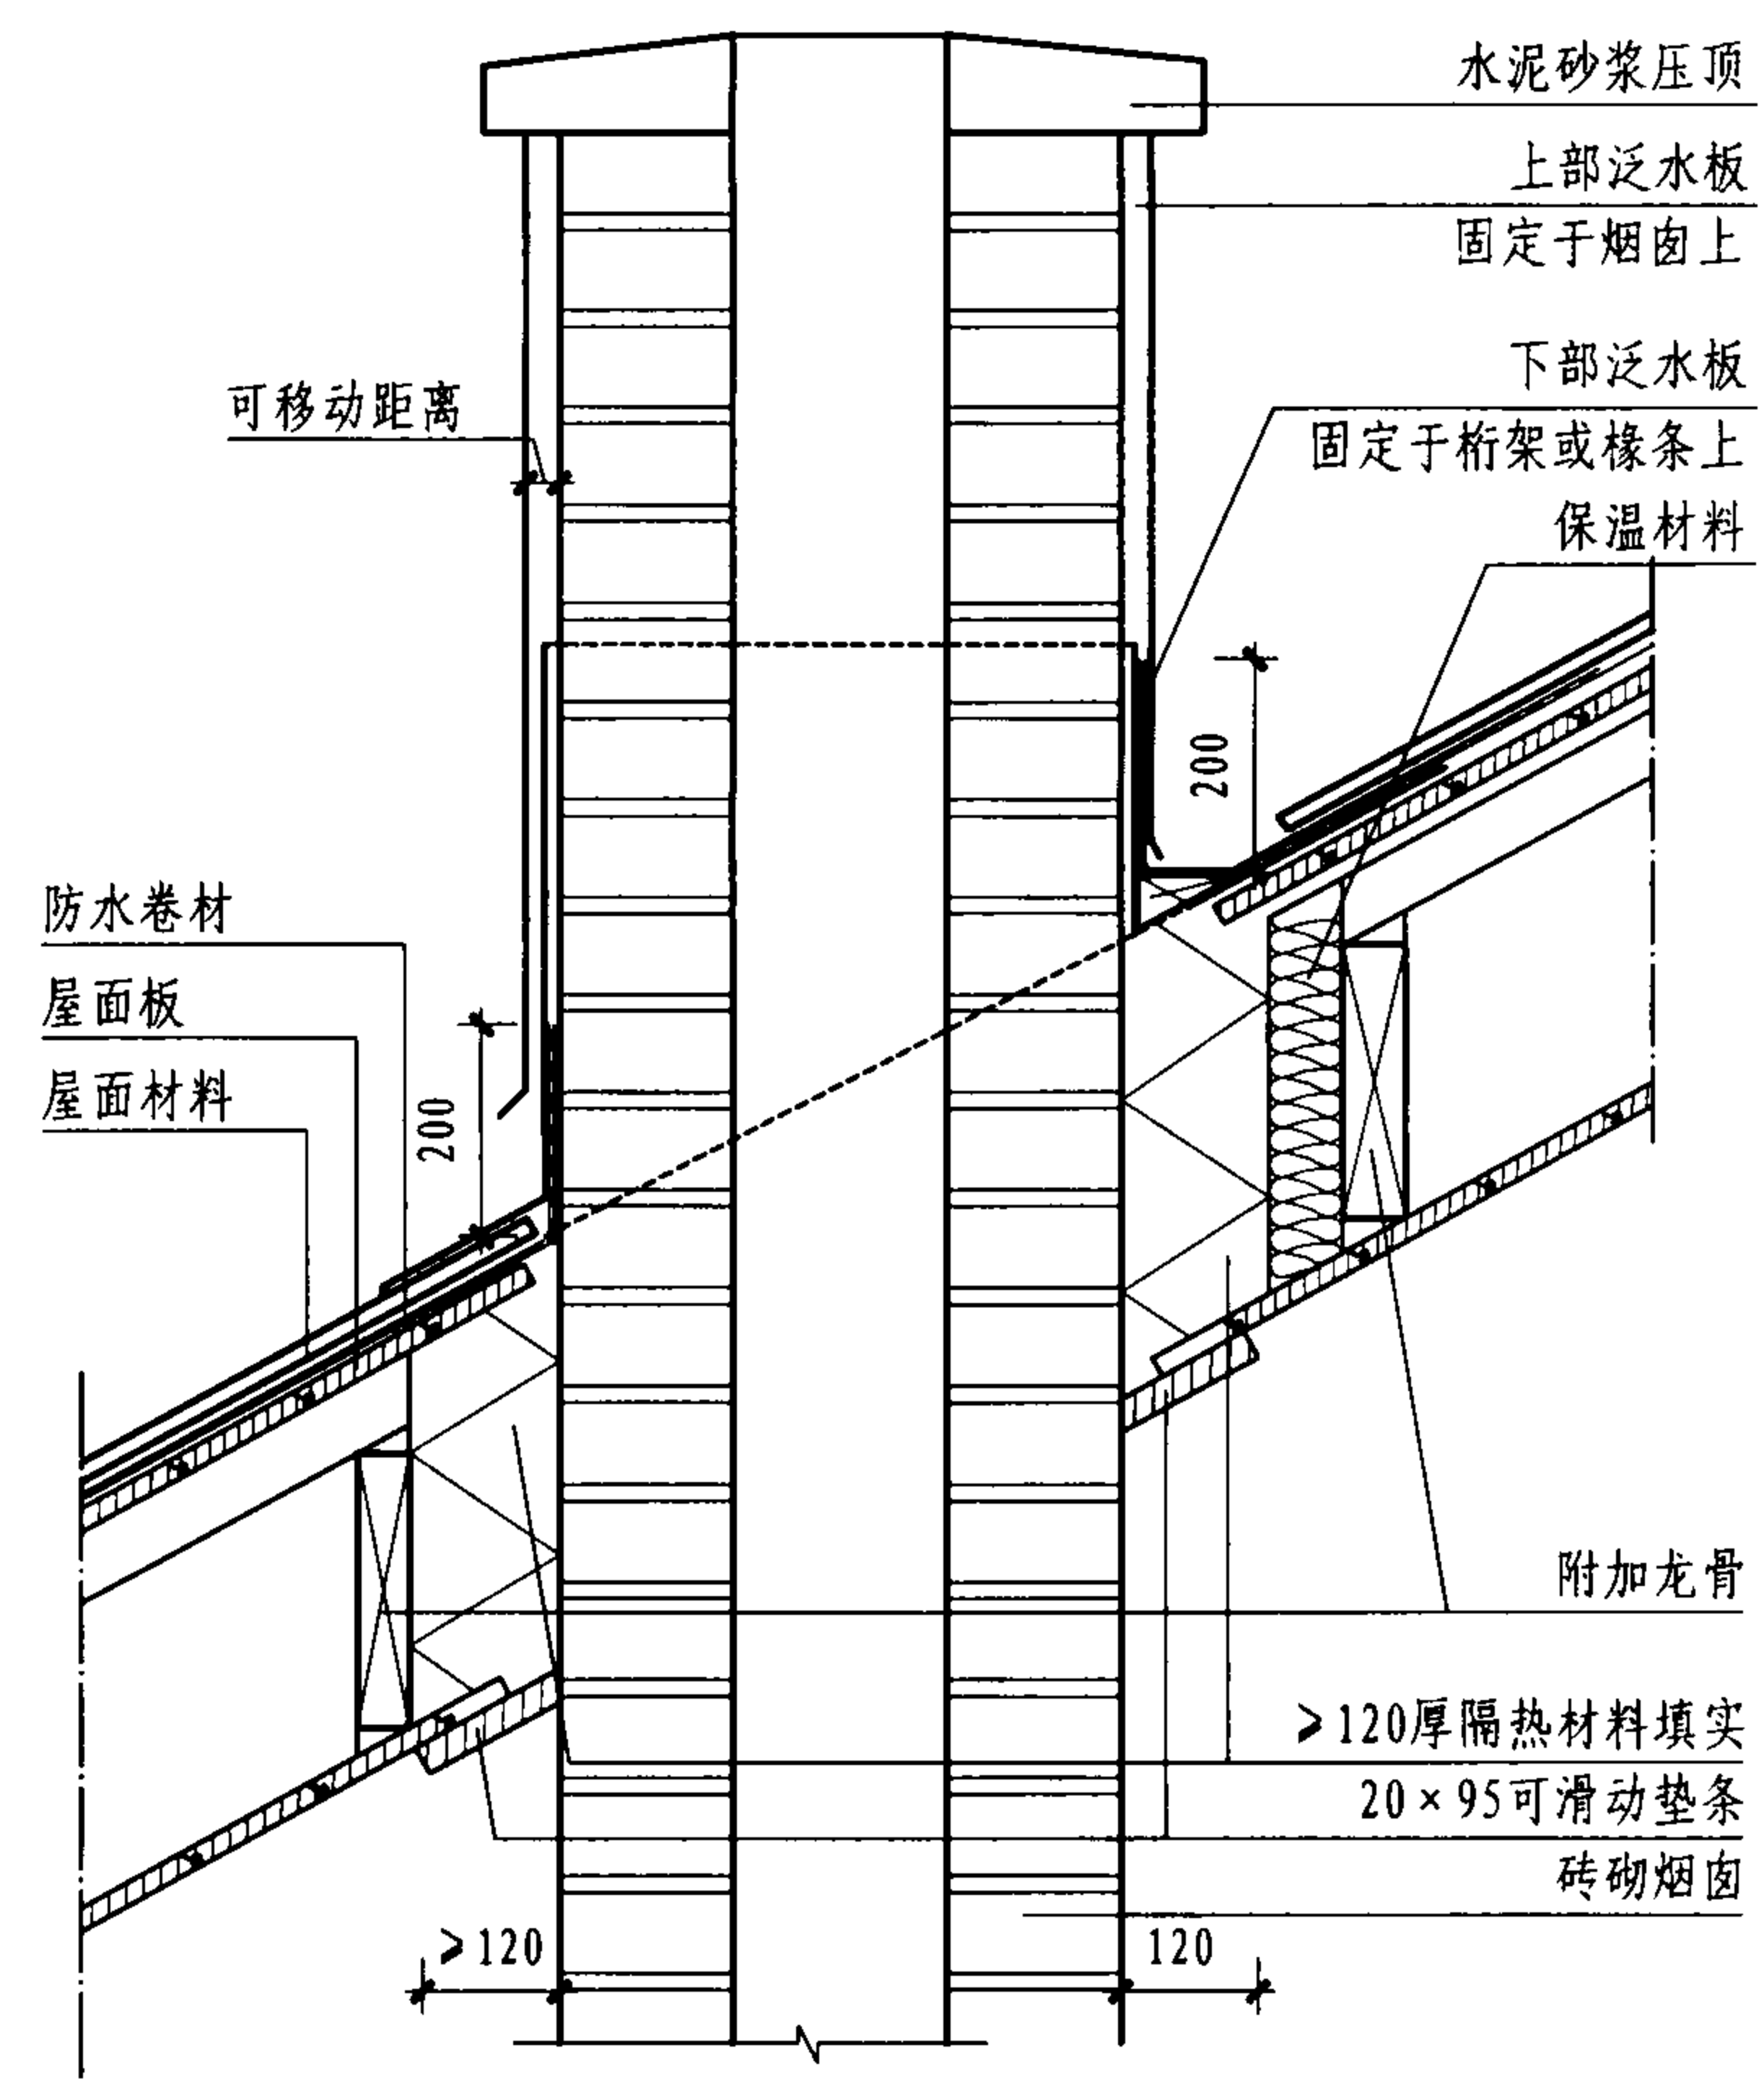 水泥砂浆压顶
上部泛水板
固定于烟囱上
下部泛水板
固定于桁架或椽条上
保温材料
可移动距离
200
防水卷材
屋面板
屋面材料
200
附加龙骨
≥120厚隔热材料填实
20×95可滑动垫条
砖砌烟囱
≥120
120